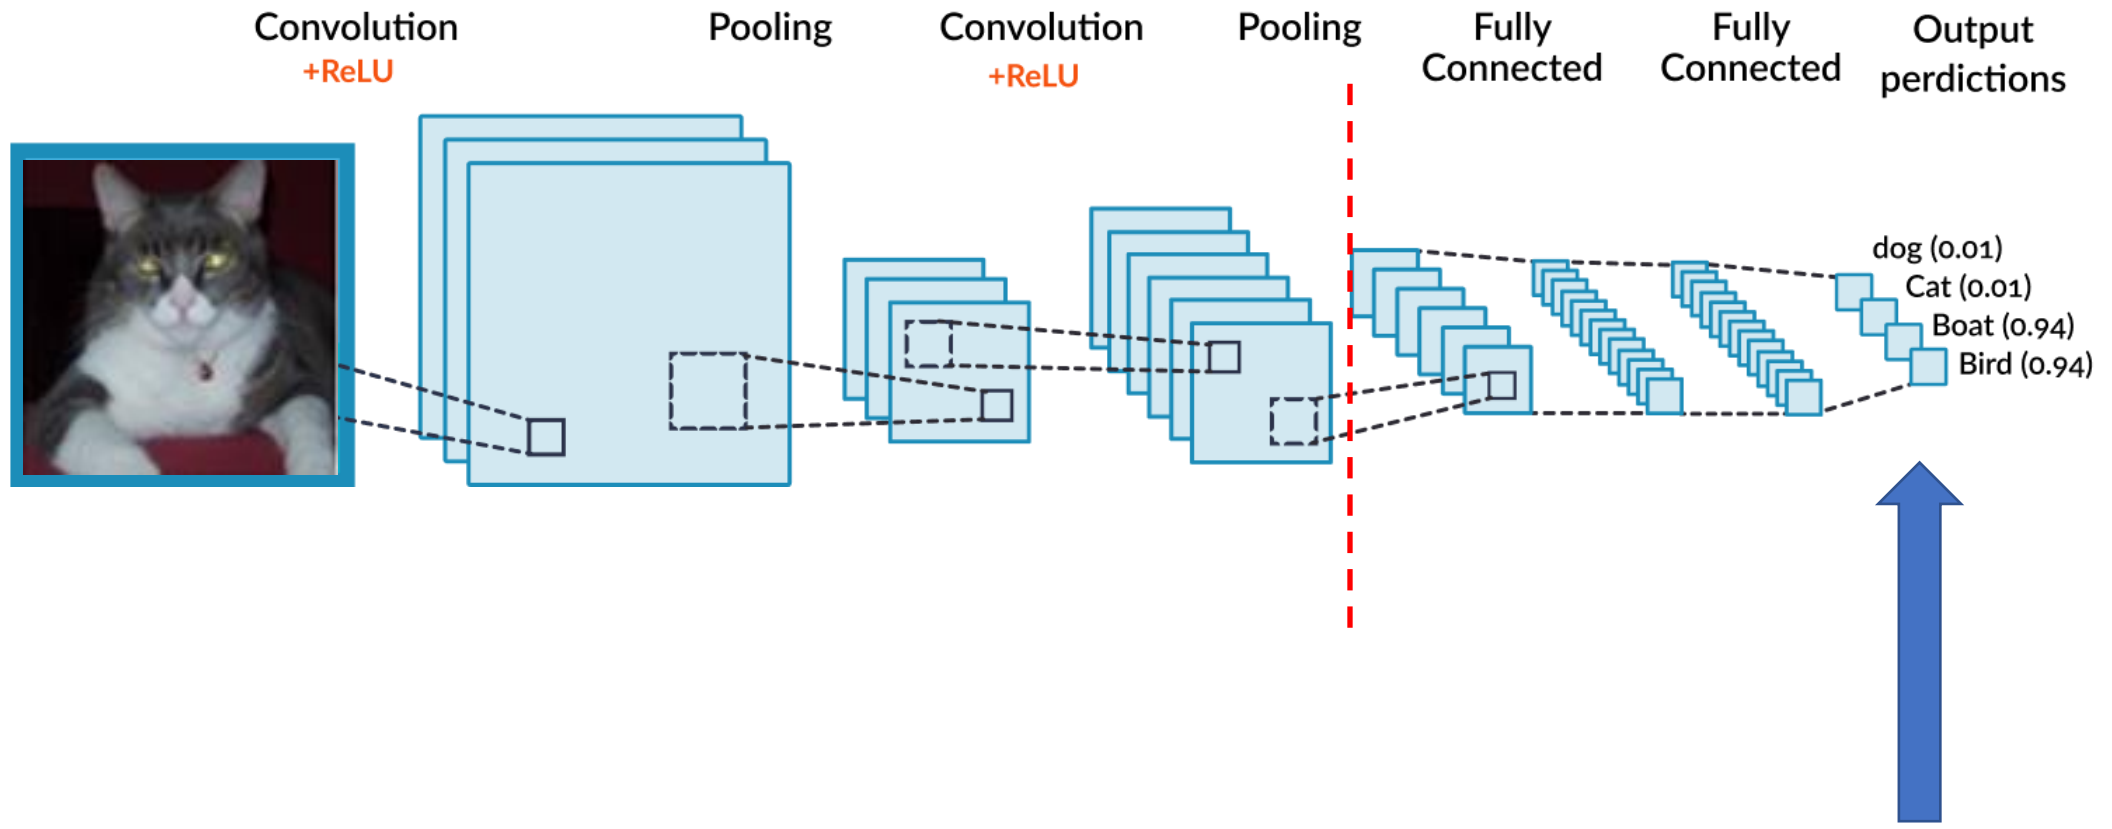 Convolution
+ReLU
Pooling
Convolution
+ReLU
Pooling
Fully
Connected
Fully
Connected
Output
perdictions
dog (0.01)
Cat (0.01)
Boat (0.94)
Bird (0.94)